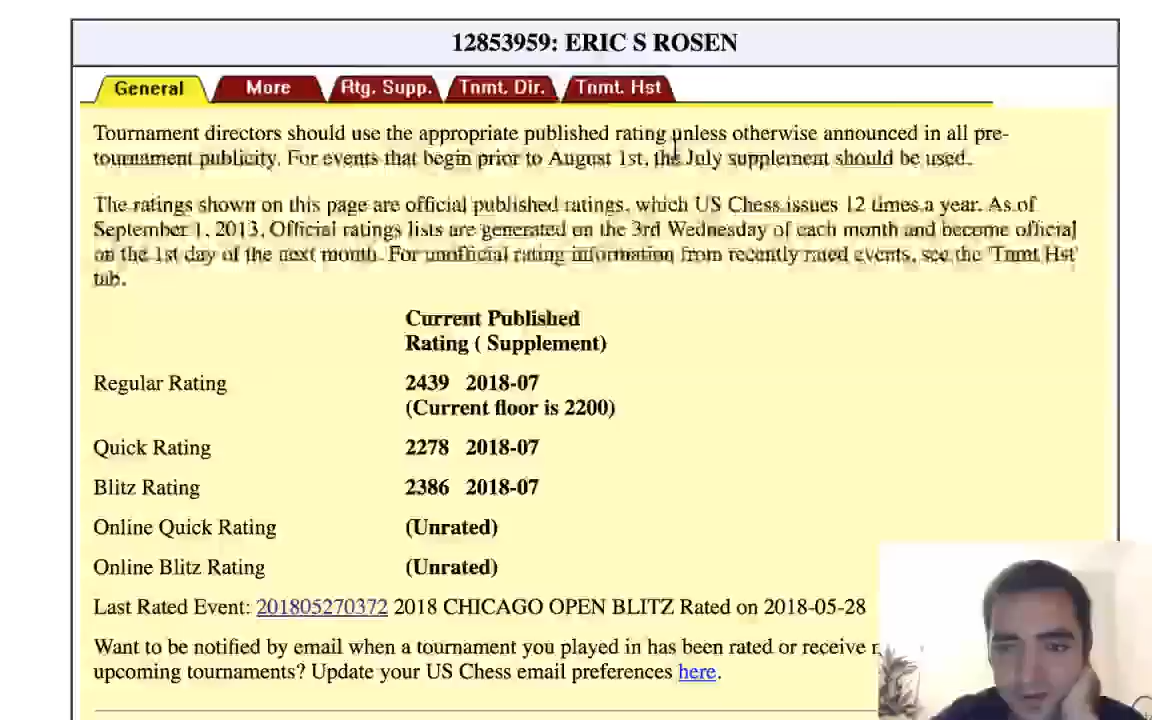 12853959: ERIC S ROSEN
General More Rtg. Supp. Tnmt. Dir. Tnmt. Hst
Tournament directors should use the appropriate published rating unless otherwise announced in all pre-
tournament publicity. For events that begin prior to August 1st, the July supplement should be used.
The ratings shown on this page are official published ratings, which US Chess issues 12 times a year. As of
September 1, 2013, Official ratings lists are generated on the 3rd Wednesday of each month and become official
on the 1st day of the next month. For unofficial rating information from recently rated events, see the 'Tnmt Hst'
tab.
Current Published
Rating ( Supplement)
Regular Rating 2439 2018-07
(Current floor is 2200)
Quick Rating 2278 2018-07
Blitz Rating 2386 2018-07
Online Quick Rating (Unrated)
Online Blitz Rating (Unrated)
Last Rated Event: 201805270372 2018 CHICAGO OPEN BLITZ Rated on 2018-05-28
Want to be notified by email when a tournament you played in has been rated or receive
upcoming tournaments? Update your US Chess email preferences here.